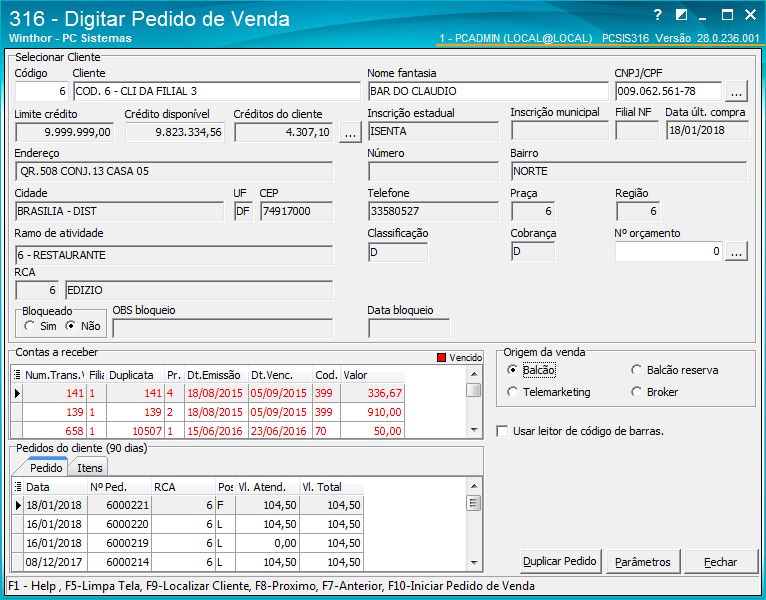 316 - Digitar Pedido de Venda
Winthor - PC Sistemas
1 - PCADMIN (LOCAL@LOCAL) PCSIS316 Versão 28.0.236.001
Selecionar Cliente
Código Cliente Nome fantasia CNPJ/CPF
6 COD. 6 - CLI DA FILIAL 3 BAR DO CLAUDIO 009.062.561-78 ...
Limite crédito Crédito disponível Créditos do cliente Inscrição estadual Inscrição municipal Filial NF Data últ. compra
9.999.999,00 9.823.334,56 4.307,10 ... ISENTA 18/01/2018
Endereço Número Bairro
QR.508 CONJ.13 CASA 05 NORTE
Cidade UF CEP Telefone Praça Região
BRASILIA - DIST DF 74917000 33580527 6 6
Ramo de atividade Classificação Cobrança Nº orçamento
6 - RESTAURANTE D D 0 ...
RCA
6 EDIZIO
Bloqueado OBS bloqueio Data bloqueio
Sim Não
Contas a receber Vencido
Num.Trans.V Filia Duplicata Pr. Dt.Emissão Dt.Venc. Cod. Valor
141 1 141 4 18/08/2015 05/09/2015 399 336,67
139 1 139 2 18/08/2015 05/09/2015 399 910,00
658 1 10507 1 15/06/2016 23/06/2016 70 50,00
Origem da venda
Balcão Balcão reserva
Telemarketing Broker
Usar leitor de código de barras.
Pedidos do cliente (90 dias)
Pedido Itens
Data Nº Ped. RCA Pos Vl. Atend. Vl. Total
18/01/2018 6000221 6 F 104,50 104,50
16/01/2018 6000220 6 L 104,50 104,50
16/01/2018 6000219 6 L 0,00 104,50
08/12/2017 6000214 6 L 104,50 104,50
Duplicar Pedido Parâmetros Fechar
F1 - Help , F5-Limpa Tela, F9-Localizar Cliente, F8-Proximo, F7-Anterior, F10-Iniciar Pedido de Venda